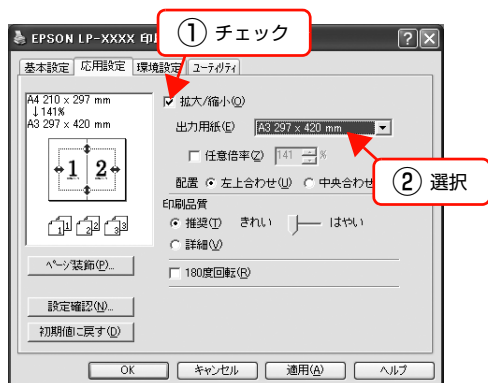 ① チェック
EPSON LP-XXXX 印
基本設定 応用設定 環境設定 ユーティリティ
A4 210 x 297 mm
↓141%
A3 297 x 420 mm
1 2
1 1 2 2 3 3
拡大/縮小(O)
出力用紙(E) A3 297 x 420 mm
任意倍率(Z) 141 %
配置 左上合わせ(U) 中央合わせ
② 選択
印刷品質
推奨(T) きれい はやい
詳細(V)
180度回転(R)
ページ装飾(P)...
設定確認(N)...
初期値に戻す(D)
OK キャンセル 適用(A) ヘルプ